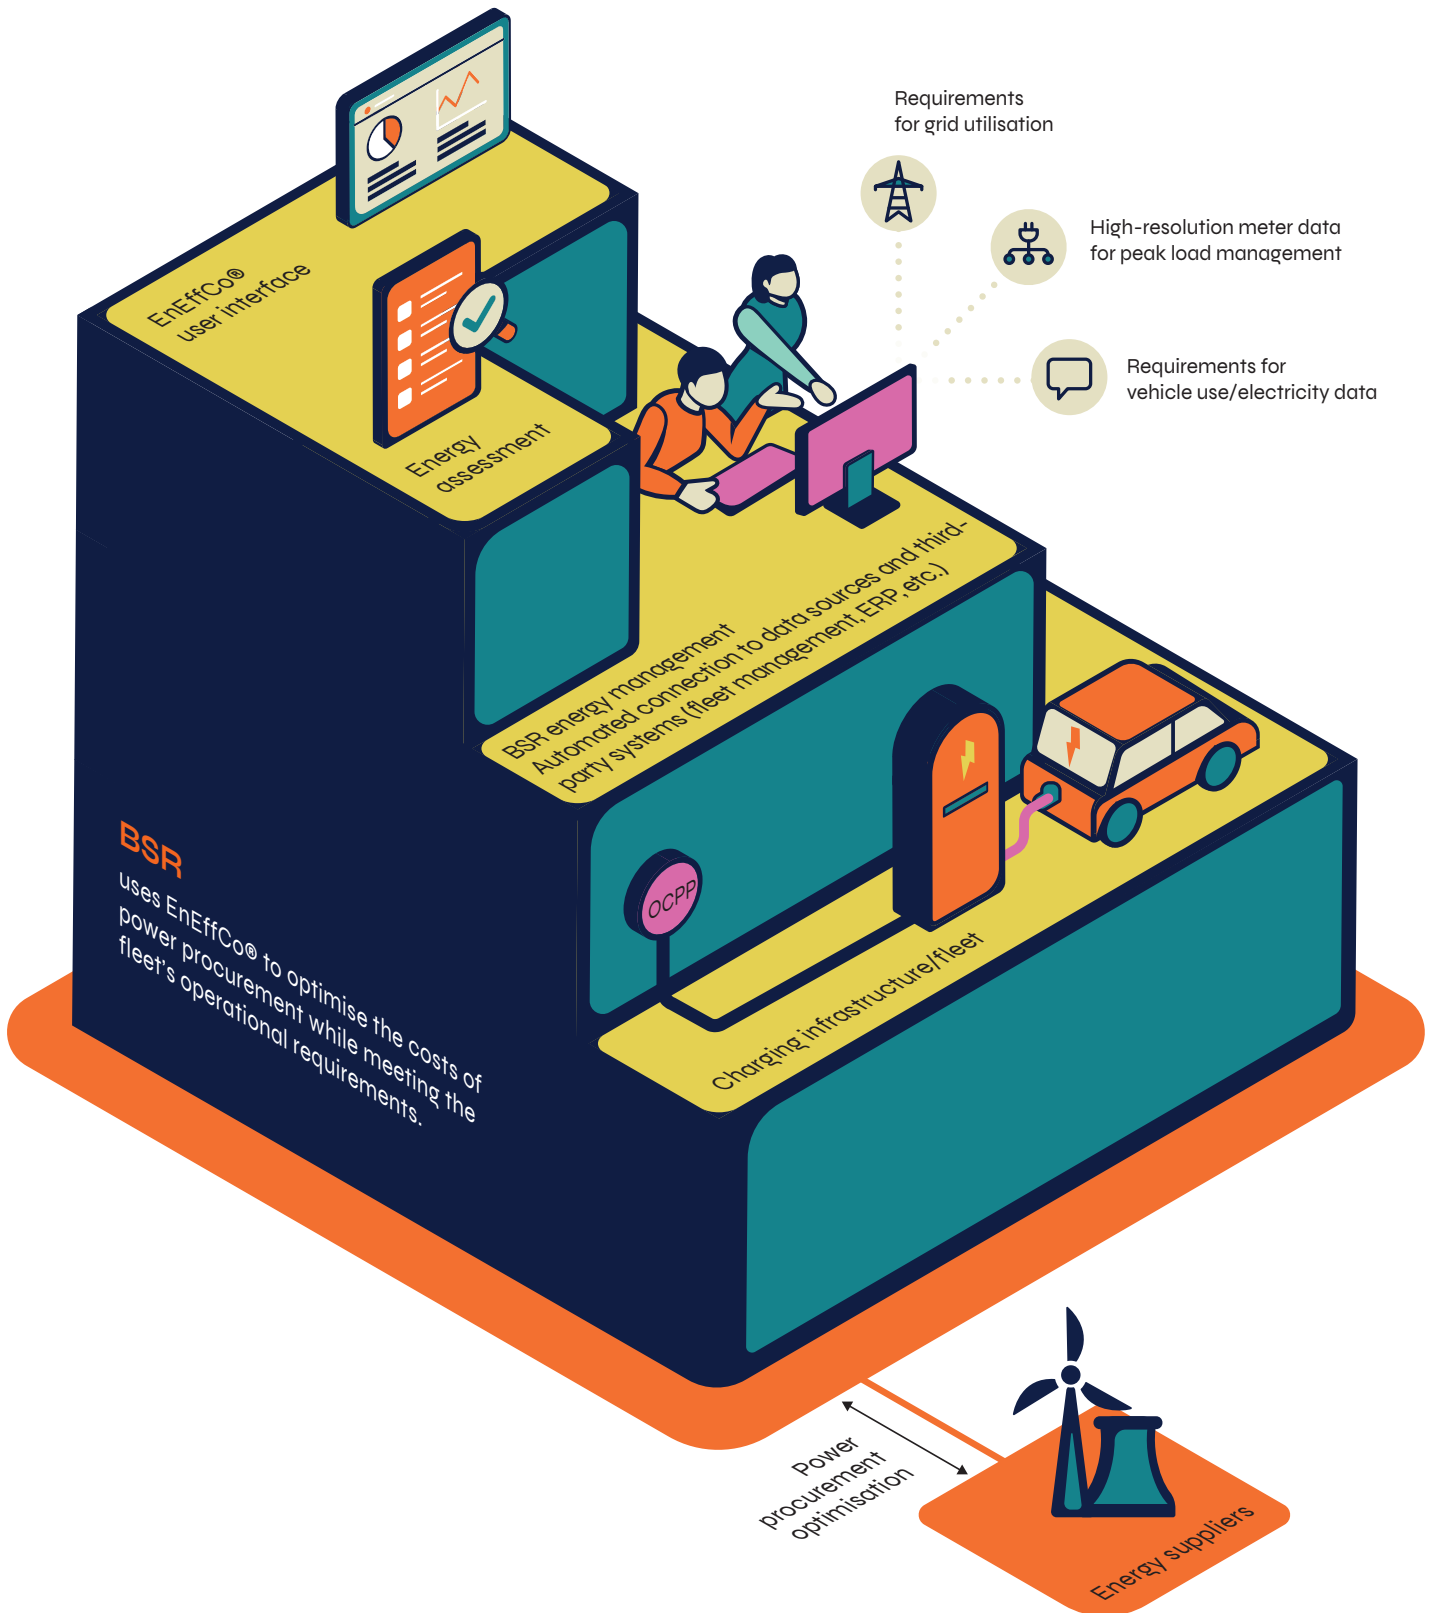 Requirements
for grid utilisation
High-resolution meter data
for peak load management
Requirements for
vehicle use/electricity data
EnEffCo®
user interface
Energy
assessment
BSR energy management
Automated connection to data sources and third-
party systems (fleet management, ERP, etc.)
OCPP
Charging infrastructure/fleet
BSR
uses EnEffCo® to optimise the costs of
power procurement while meeting the
fleet's operational requirements.
Power
procurement
optimisation
Energy suppliers